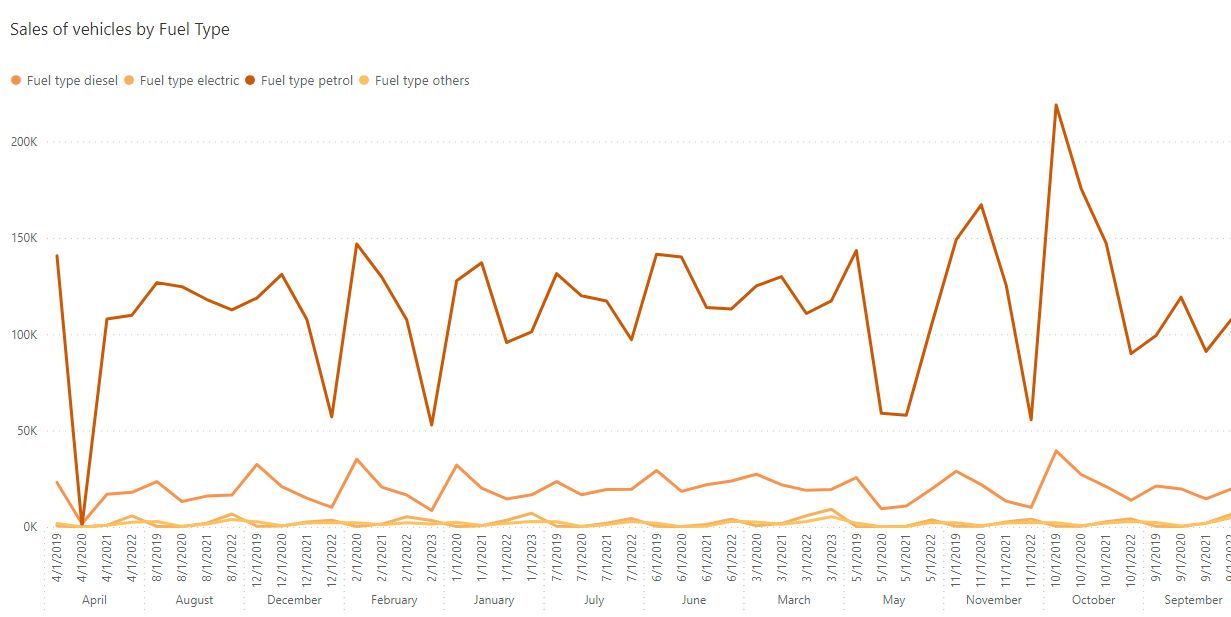 Sales of vehicles by Fuel Type
Fuel type diesel Fuel type electric Fuel type petrol Fuel type others
200K
150K
100K
50K
0K
4/1/2019 4/1/2020 4/1/2021 4/1/2022 8/1/2019 8/1/2020 8/1/2021 8/1/2022 12/1/2019 12/1/2020 12/1/2021 12/1/2022 2/1/2020 2/1/2021 2/1/2022 2/1/2023 1/1/2020 1/1/2021 1/1/2022 1/1/2023 7/1/2019 7/1/2020 7/1/2021 7/1/2022 6/1/2019 6/1/2020 6/1/2021 6/1/2022 3/1/2020 3/1/2021 3/1/2022 3/1/2023 5/1/2019 5/1/2020 5/1/2021 5/1/2022 11/1/2019 11/1/2020 11/1/2021 11/1/2022 10/1/2019 10/1/2020 10/1/2021 10/1/2022 9/1/2019 9/1/2020 9/1/2021
April August December February January July June March May November October September